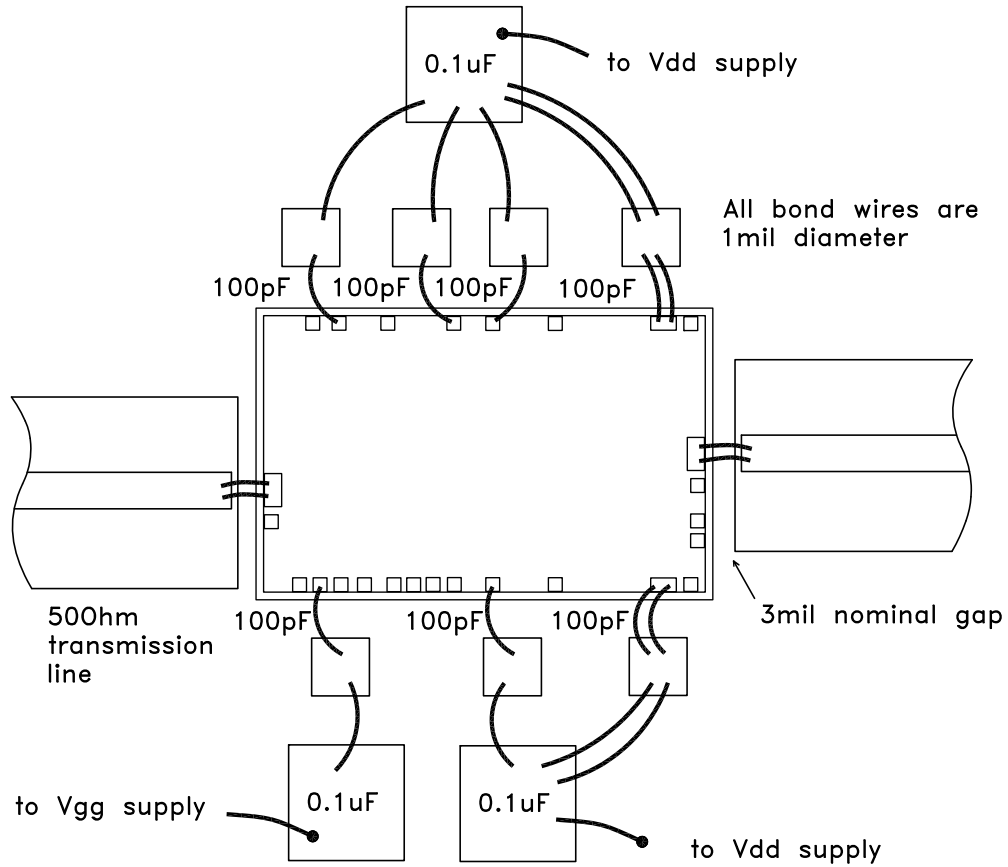 0.1uF
to Vdd supply
All bond wires are
1mil diameter
100pF
100pF
100pF
100pF
50Ohm
transmission
line
100pF
100pF
100pF
3mil nominal gap
to Vgg supply
0.1uF
0.1uF
to Vdd supply